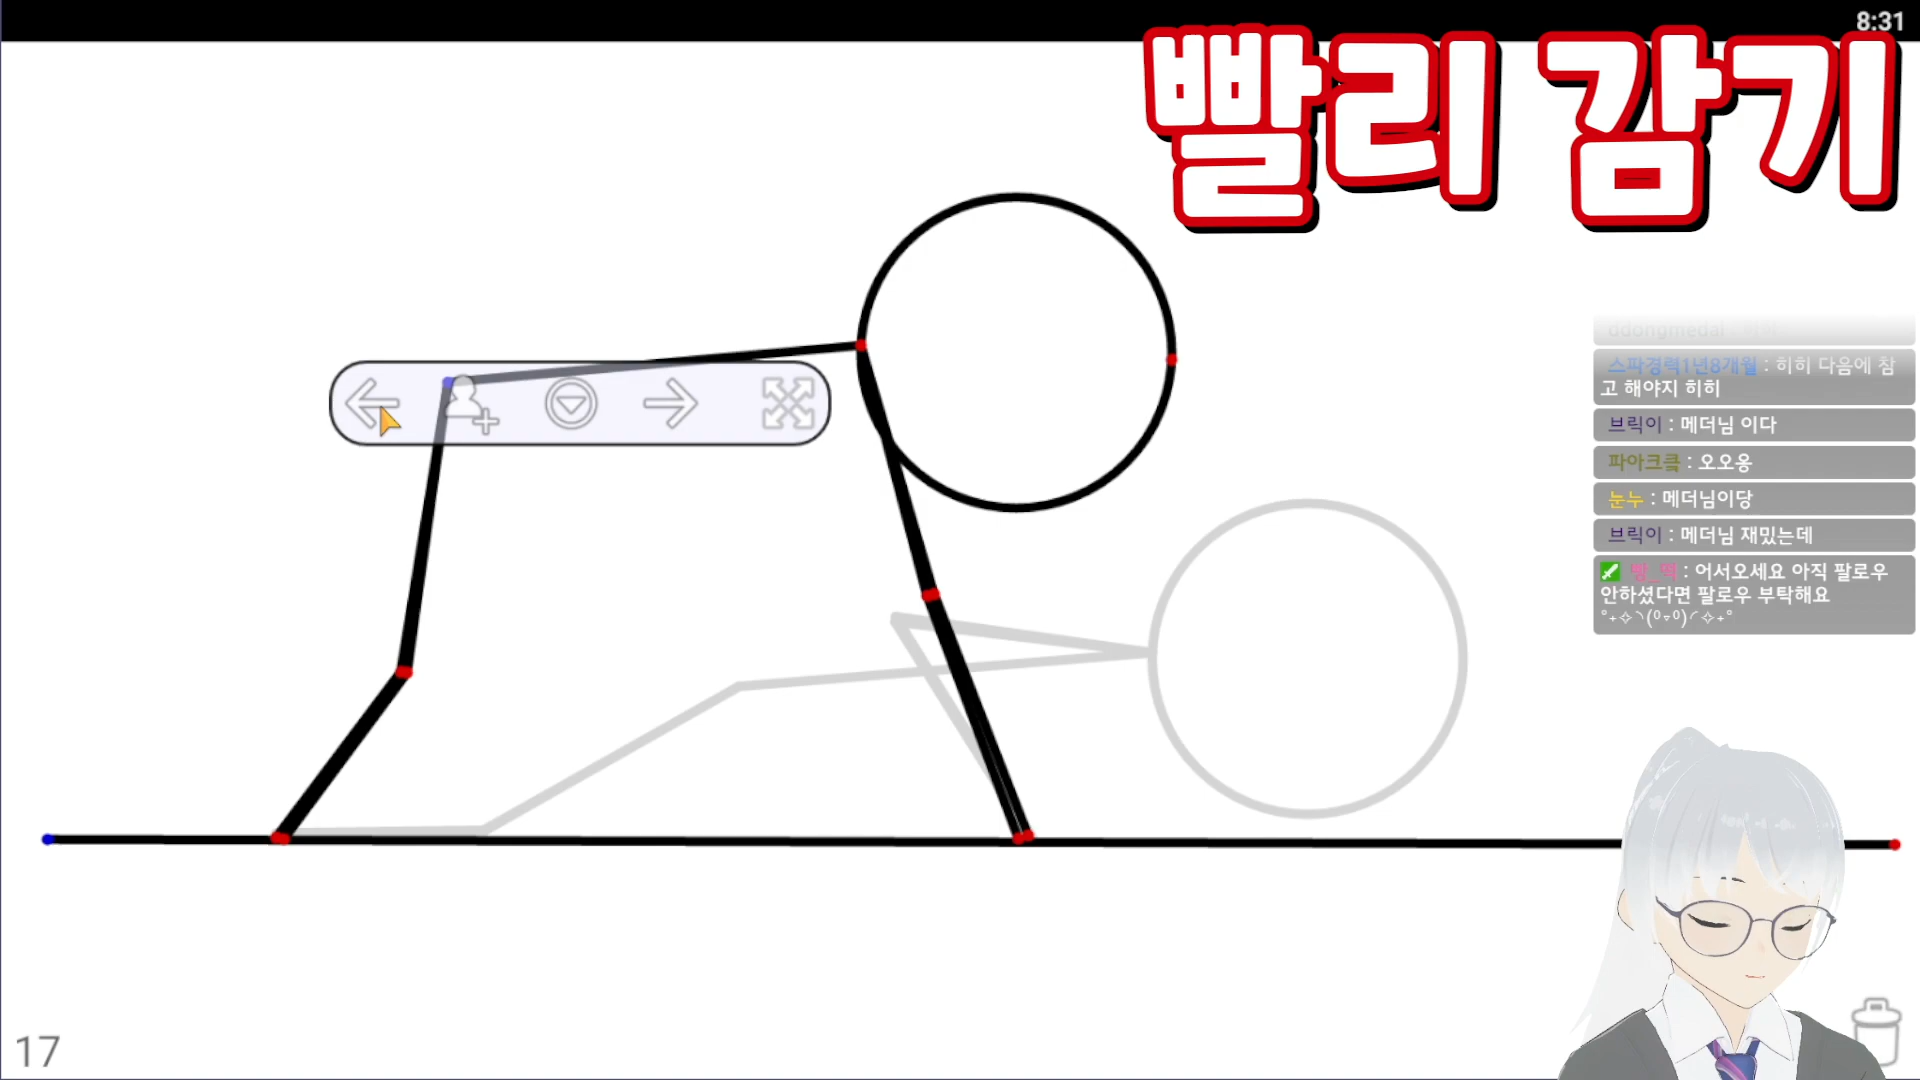 8:31
빨리 감기
ddongmedal
스파경력1년8개월 : 히히 다음에 참
고 해야지 히히
브릭이 : 메더님 이다
파아크큭 : 오오옹
눈누 : 메더님이당
브릭이 : 메더님 재밌는데
빵_떡 : 어서오세요 아직 팔로우
안하셨다면 팔로우 부탁해요
17